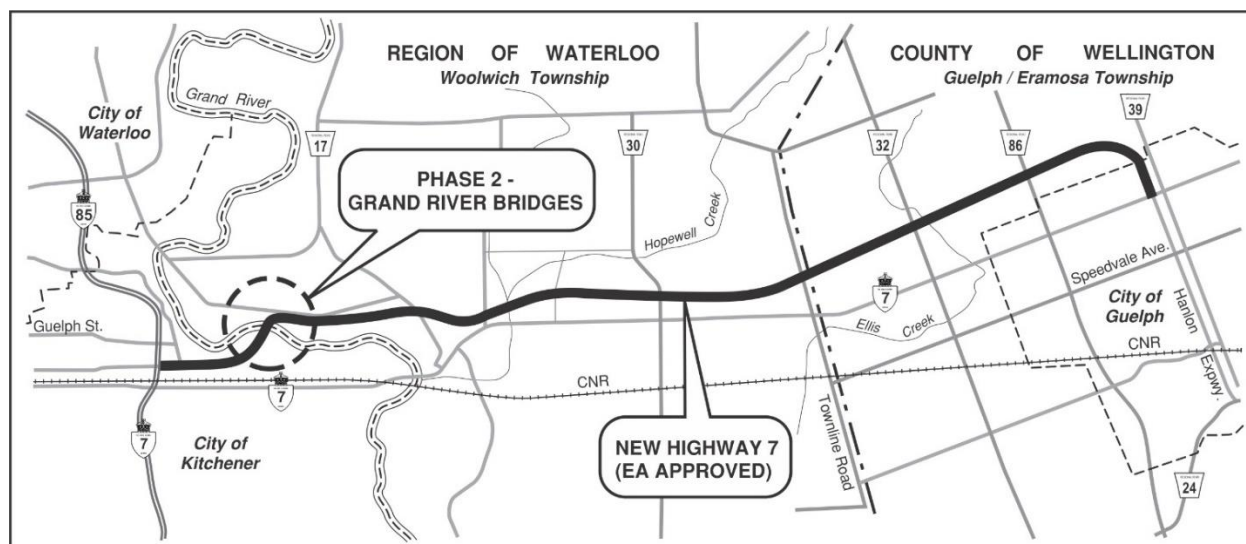 REGION OF WATERLOO
Woolwich Township
COUNTY OF WELLINGTON
Guelph / Eramosa Township
City of
Waterloo
Grand River
85
17
PHASE 2 -
GRAND RIVER BRIDGES
30
Hopewell Creek
32
86
39
Guelph St.
7
Speedvale Ave.
City of
Guelph
Hanlon Expwy.
Ellis Creek
CNR
CNR
7
7
City of
Kitchener
NEW HIGHWAY 7
(EA APPROVED)
Townline Road
24